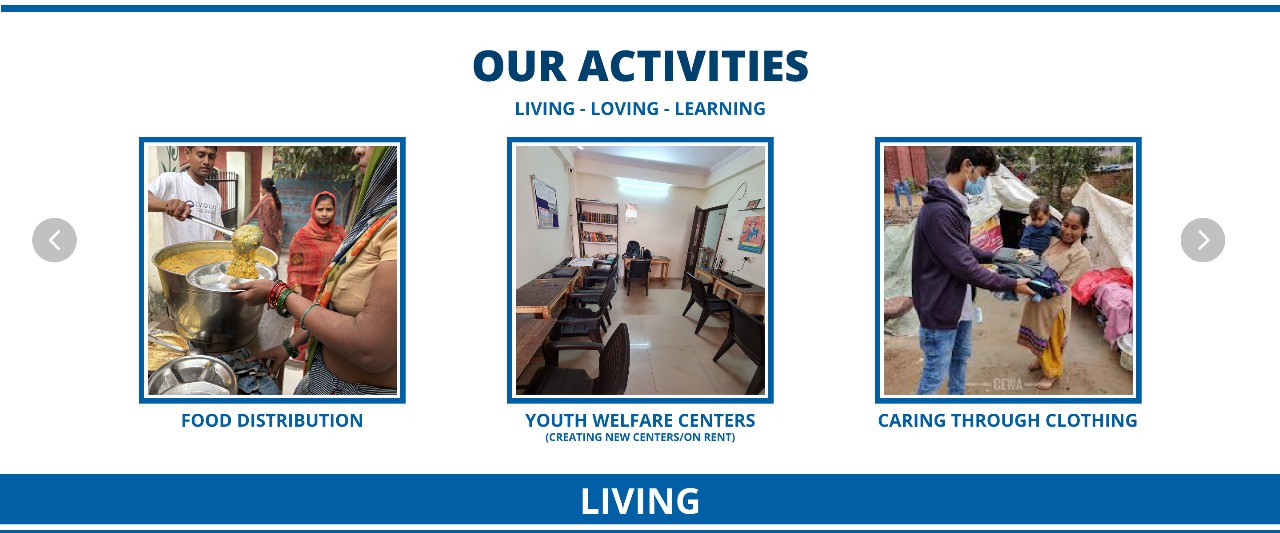 OUR ACTIVITIES
LIVING - LOVING - LEARNING
FOOD DISTRIBUTION
YOUTH WELFARE CENTERS
(CREATING NEW CENTERS/ON RENT)
CEWA
CARING THROUGH CLOTHING
LIVING